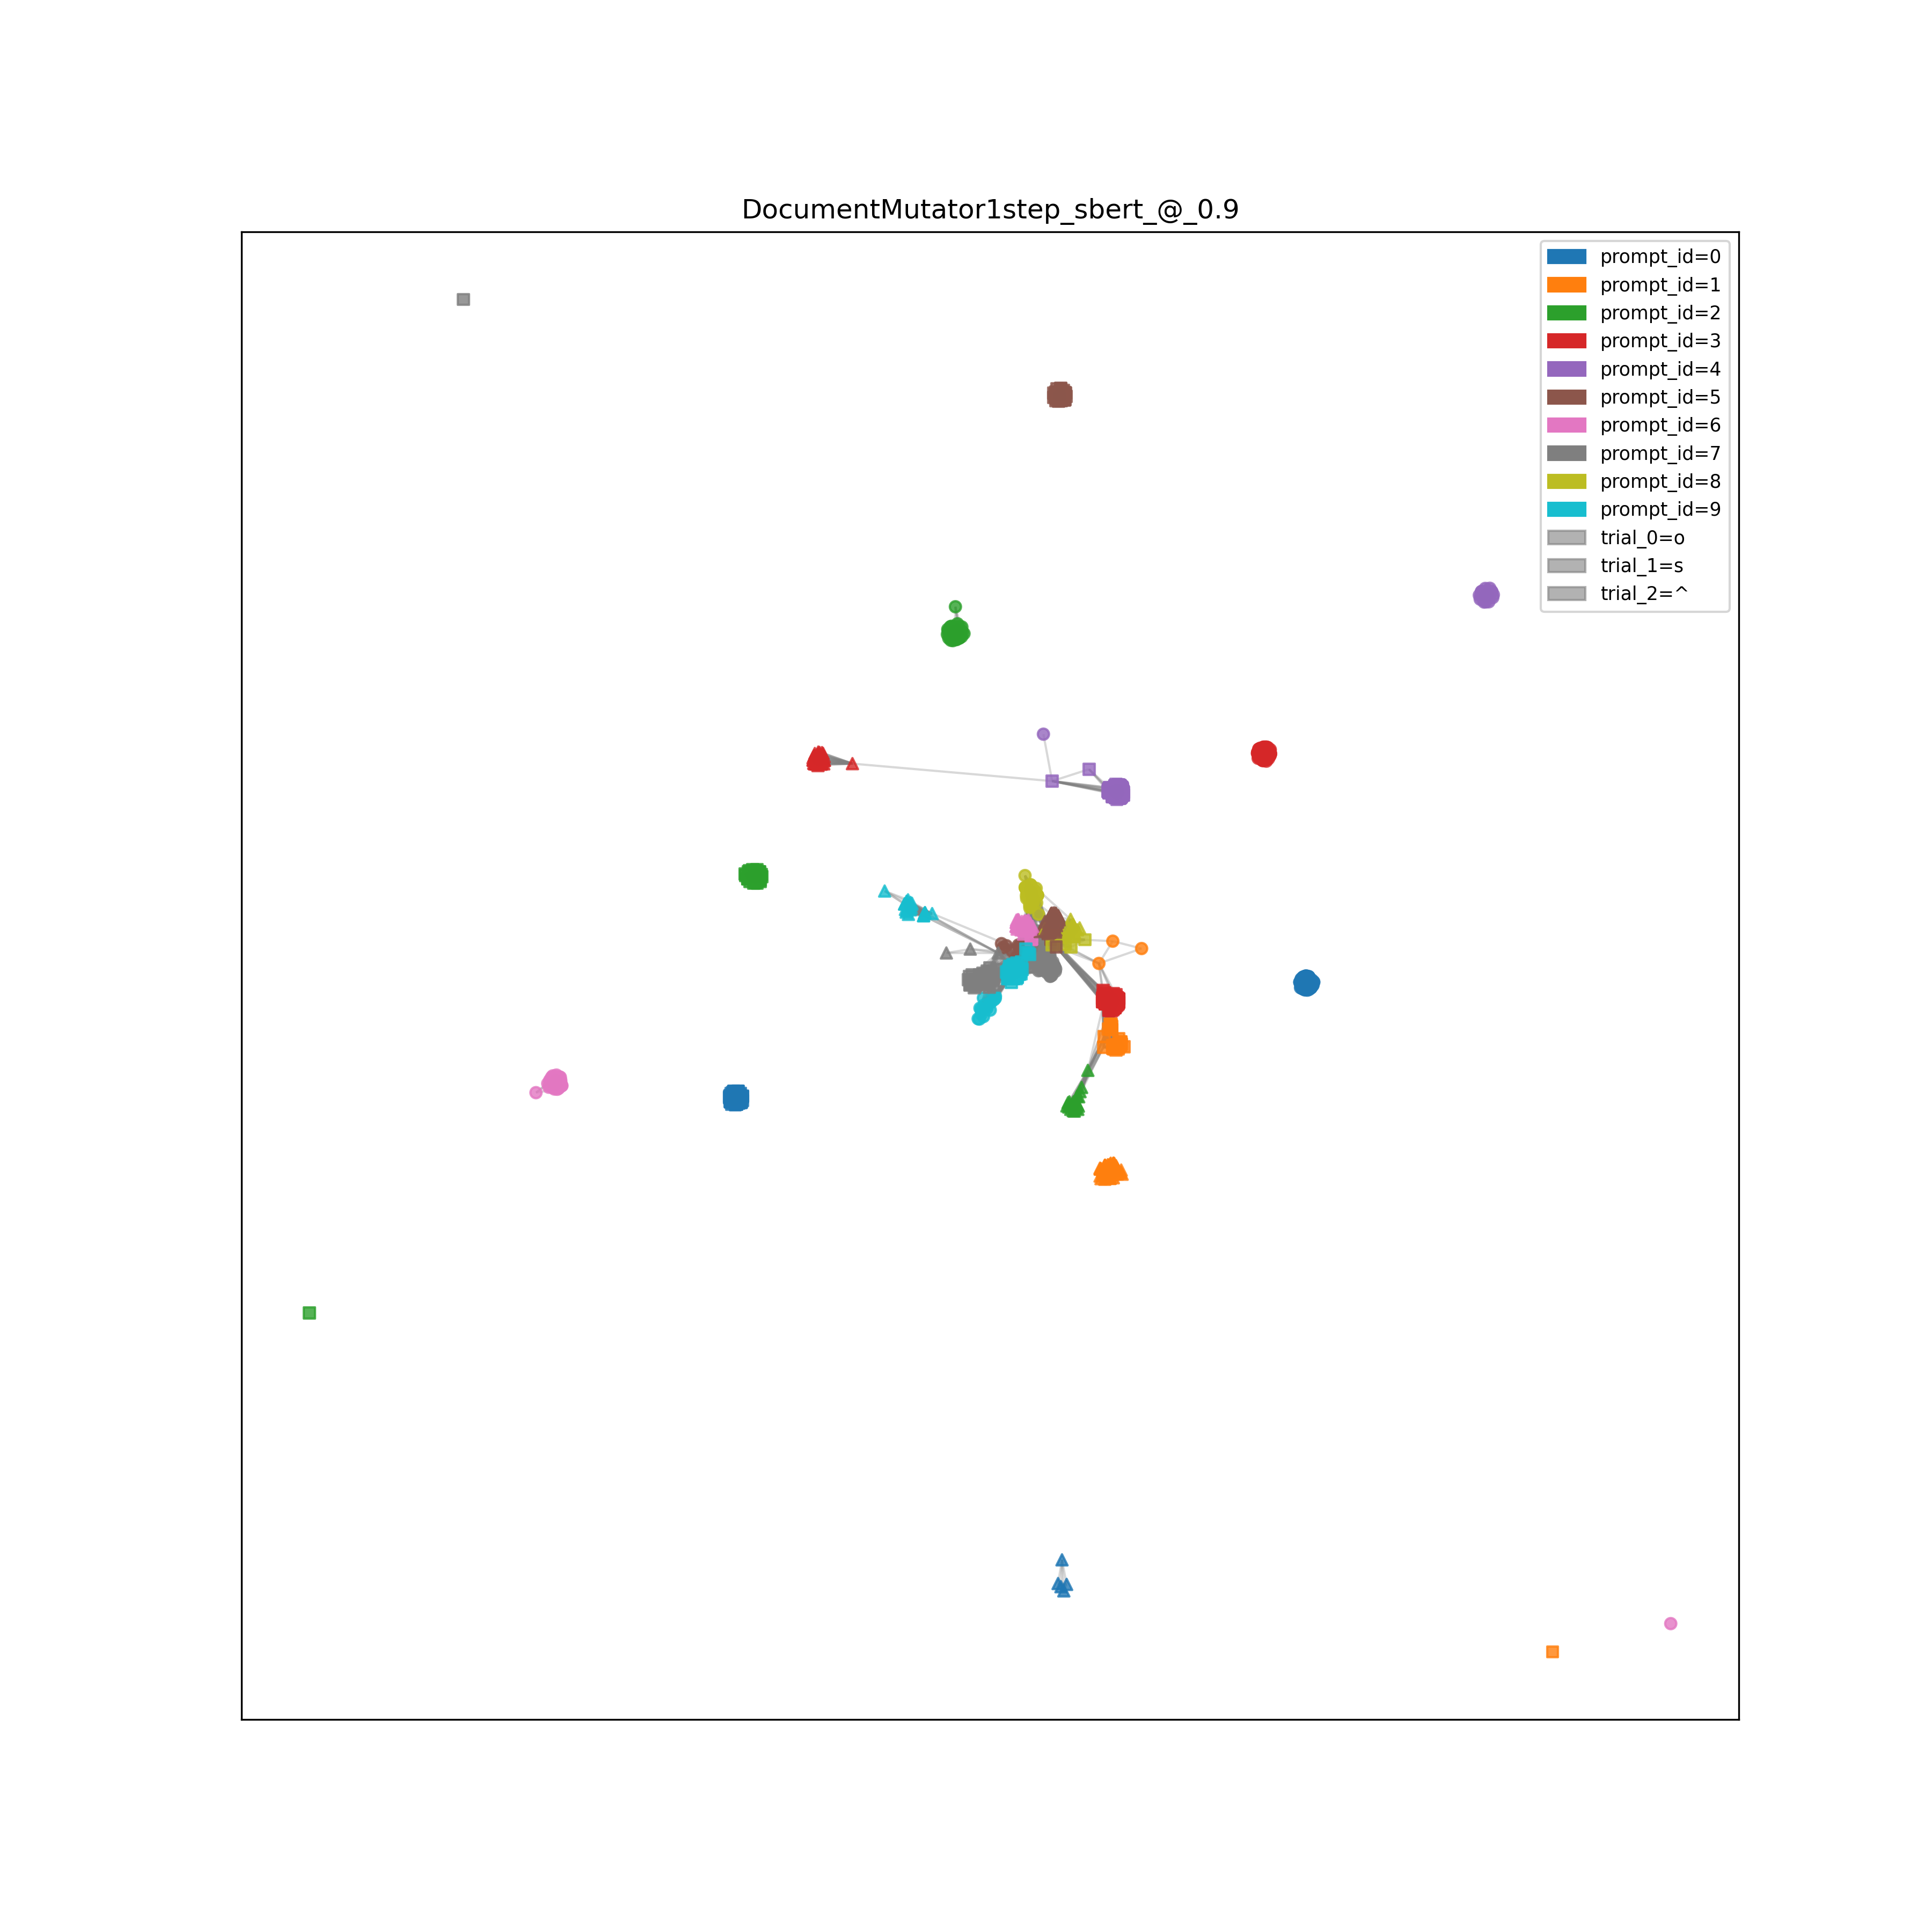 DocumentMutator1step_sbert_@_0.9
prompt_id=0
prompt_id=1
prompt_id=2
prompt_id=3
prompt_id=4
prompt_id=5
prompt_id=6
prompt_id=7
prompt_id=8
prompt_id=9
trial_0=o
trial_1=s
trial_2=^